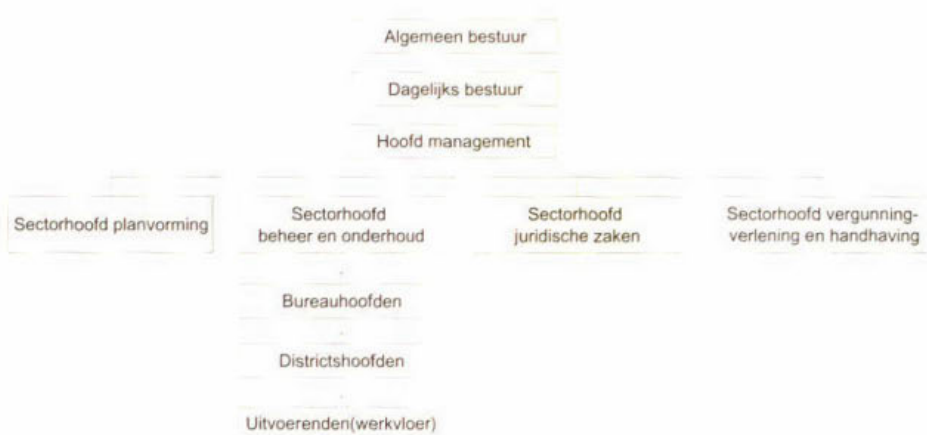 Algemeen bestuur
Dagelijks bestuur
Hoofd management
Sectorhoofd planvorming
Sectorhoofd
beheer en onderhoud
Sectorhoofd
juridische zaken
Sectorhoofd vergunning-
verlening en handhaving
Bureauhoofden
Districtshoofden
Uitvoerenden(werkvloer)